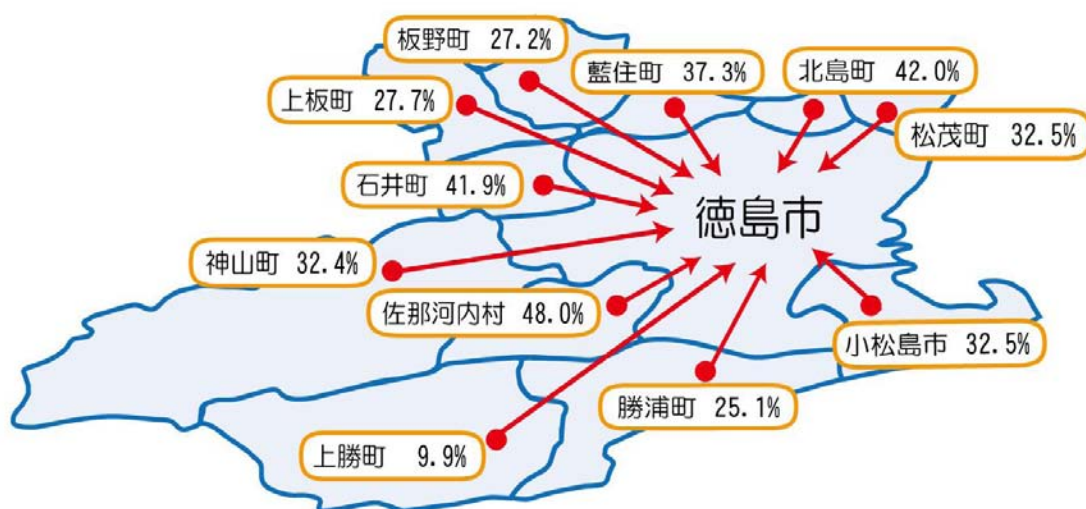 板野町 27.2%
藍住町 37.3%
北島町 42.0%
上板町 27.7%
松茂町 32.5%
石井町 41.9%
徳島市
神山町 32.4%
佐那河内村 48.0%
小松島市 32.5%
勝浦町 25.1%
上勝町 9.9%